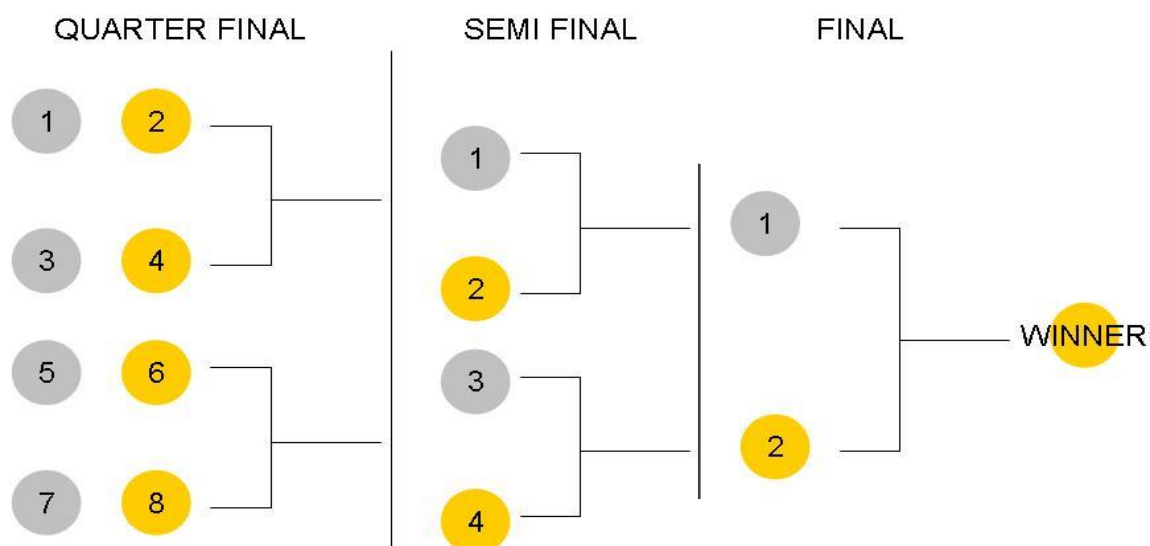 QUARTER FINAL
SEMI FINAL
FINAL
1 2
3 4
5 6
7 8
1
2
3
4
1
2
WINNER